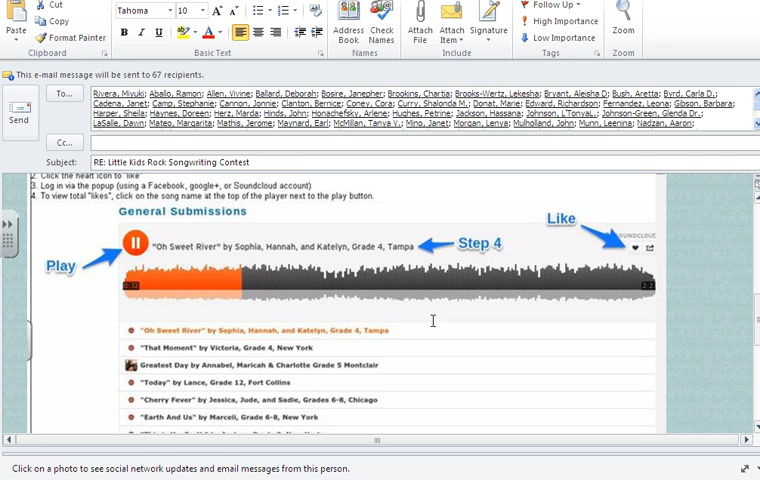 Cut
Copy
Paste
Format Painter
Clipboard
Tahoma
10
B I U
Basic Text
Address Book
Check Names
Names
Attach File
Attach Item
Signature
Include
Follow Up
High Importance
Low Importance
Tags
Zoom
Zoom
This e-mail message will be sent to 67 recipients.
Send
To...
Rivera, Miyuki; Aballo, Ramon; Allen, Vivine; Ballard, Deborah; Bosire, Janepher; Brookins, Chartia; Brooks-Wertz, Lekesha; Bryant, Aleisha D; Bush, Aretta; Byrd, Carla D.;
Cadena, Janet; Camp, Stephanie; Cannon, Jonnie; Clanton, Bernice; Coney, Cora; Curry, Shalonda M.; Donat, Marie; Edward, Richardson; Fernandez, Leona; Gibson, Barbara;
Harper, Sheila; Haynes, Doreen; Herz, Marda; Hinds, John; Honachefsky, Arlene; Hughes, Petrine; Jackson, Hassana; Johnson, L'TonyaL.; Johnson-Green, Glenda Dr.;
LaSalle, Dawn; Mateo, Margarita; Mathis, Jerome; Maynard, Earl; McMillan, Tanya V.; Mino, Janet; Morgan, Lenya; Mulholland, John; Munn, Leenina; Nadzan, Aaron;
Cc...
Subject: RE: Little Kids Rock Songwriting Contest
2. Click the heart icon to "like"
3. Log in via the popup (using a Facebook, google+, or Soundcloud account)
4. To view total "likes", click on the song name at the top of the player next to the play button.
General Submissions
Like
SOUNDCLOUD
"Oh Sweet River" by Sophia, Hannah, and Katelyn, Grade 4, Tampa
Step 4
Play
"Oh Sweet River" by Sophia, Hannah, and Katelyn, Grade 4, Tampa
"That Moment" by Victoria, Grade 4, New York
Greatest Day by Annabel, Maricah & Charlotte Grade 5 Montclair
"Today" by Lance, Grade 12, Fort Collins
"Cherry Fever" by Jessica, Jude, and Sadie, Grades 6-8, Chicago
"Earth And Us" by Marceli, Grade 6-8, New York
Click on a photo to see social network updates and email messages from this person.